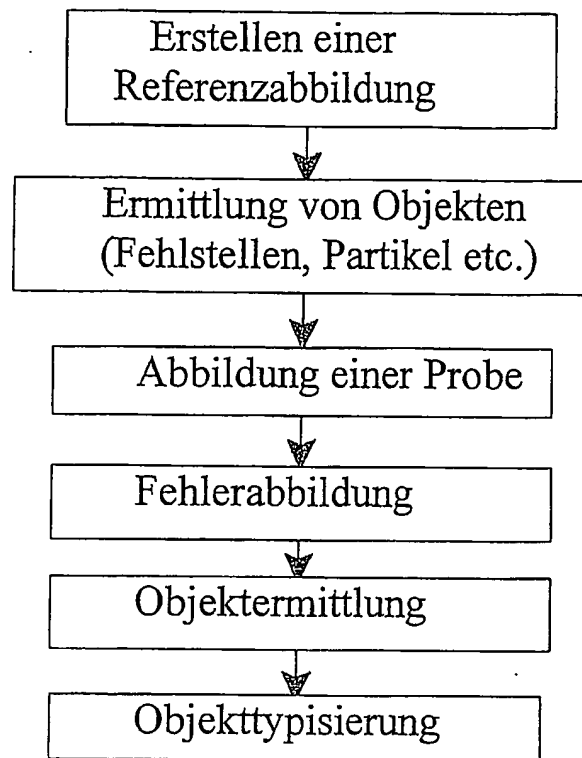 Erstellen einer
Referenzabbildung
Ermittlung von Objekten
(Fehlstellen, Partikel etc.)
Abbildung einer Probe
Fehlerabbildung
Objektermittlung
Objekttypisierung